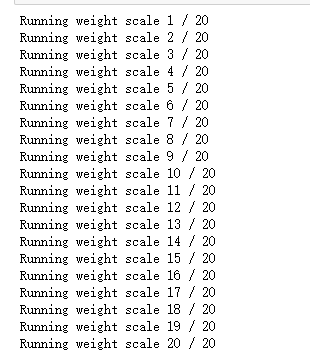 Running weight scale 1 / 20
Running weight scale 2 / 20
Running weight scale 3 / 20
Running weight scale 4 / 20
Running weight scale 5 / 20
Running weight scale 6 / 20
Running weight scale 7 / 20
Running weight scale 8 / 20
Running weight scale 9 / 20
Running weight scale 10 / 20
Running weight scale 11 / 20
Running weight scale 12 / 20
Running weight scale 13 / 20
Running weight scale 14 / 20
Running weight scale 15 / 20
Running weight scale 16 / 20
Running weight scale 17 / 20
Running weight scale 18 / 20
Running weight scale 19 / 20
Running weight scale 20 / 20